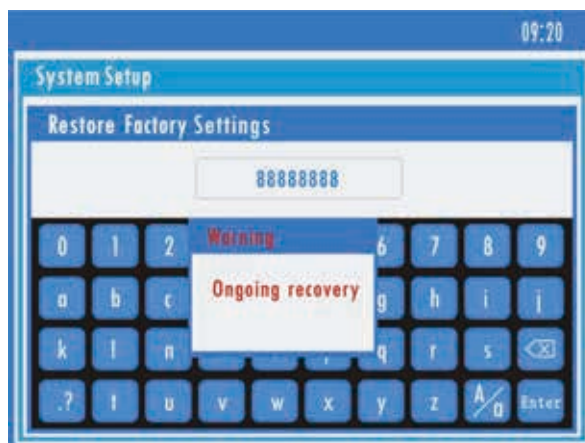 09:20
System Setup
Restore Factory Settings
88888888
Warning
Ongoing recovery
0 1 2 6 7 8 9
a b c g h i j
k l m q r s
.? t u v w x y z A/a Enter